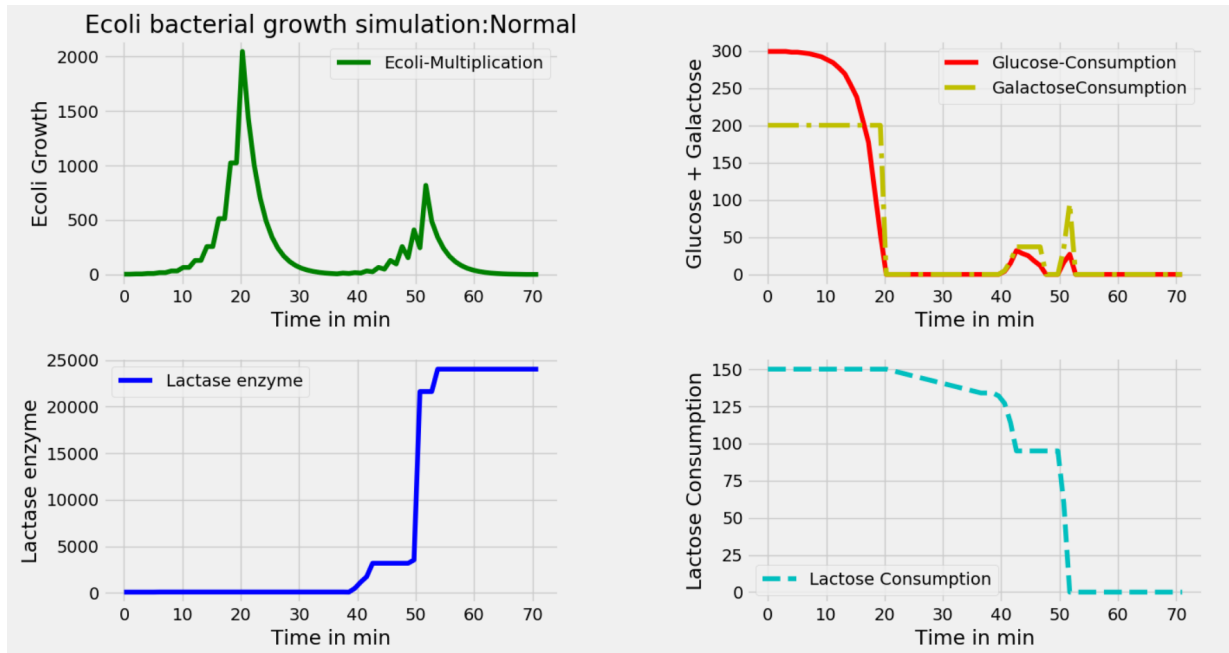 Ecoli bacterial growth simulation:Normal
Ecoli Growth
2000
1500
1000
500
0
Ecoli-Multiplication
0 10 20 30 40 50 60 70
Time in min
Glucose + Galactose
300
250
200
150
100
50
0
Glucose-Consumption
GalactoseConsumption
0 10 20 30 40 50 60 70
Time in min
Lactase enzyme
25000
20000
15000
10000
5000
0
Lactase enzyme
0 10 20 30 40 50 60 70
Time in min
Lactose Consumption
150
125
100
75
50
25
0
Lactose Consumption
0 10 20 30 40 50 60 70
Time in min